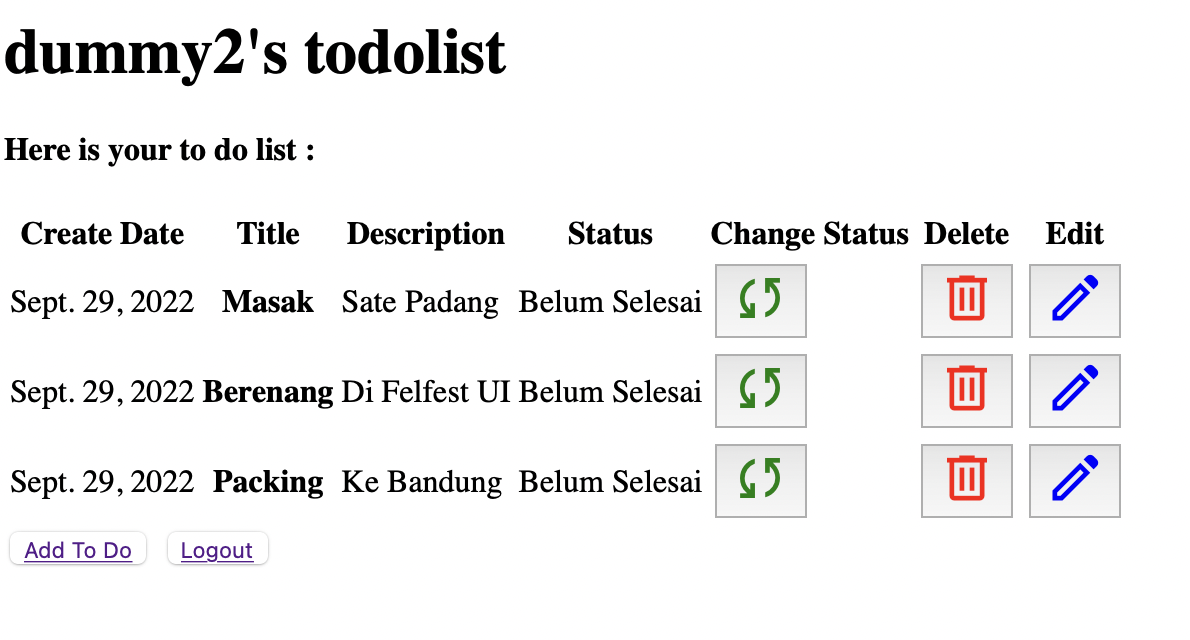 dummy2's todolist
Here is your to do list :
Create Date Title Description Status Change Status Delete Edit
Sept. 29, 2022 Masak Sate Padang Belum Selesai
Sept. 29, 2022 Berenang Di Felfest UI Belum Selesai
Sept. 29, 2022 Packing Ke Bandung Belum Selesai
Add To Do Logout